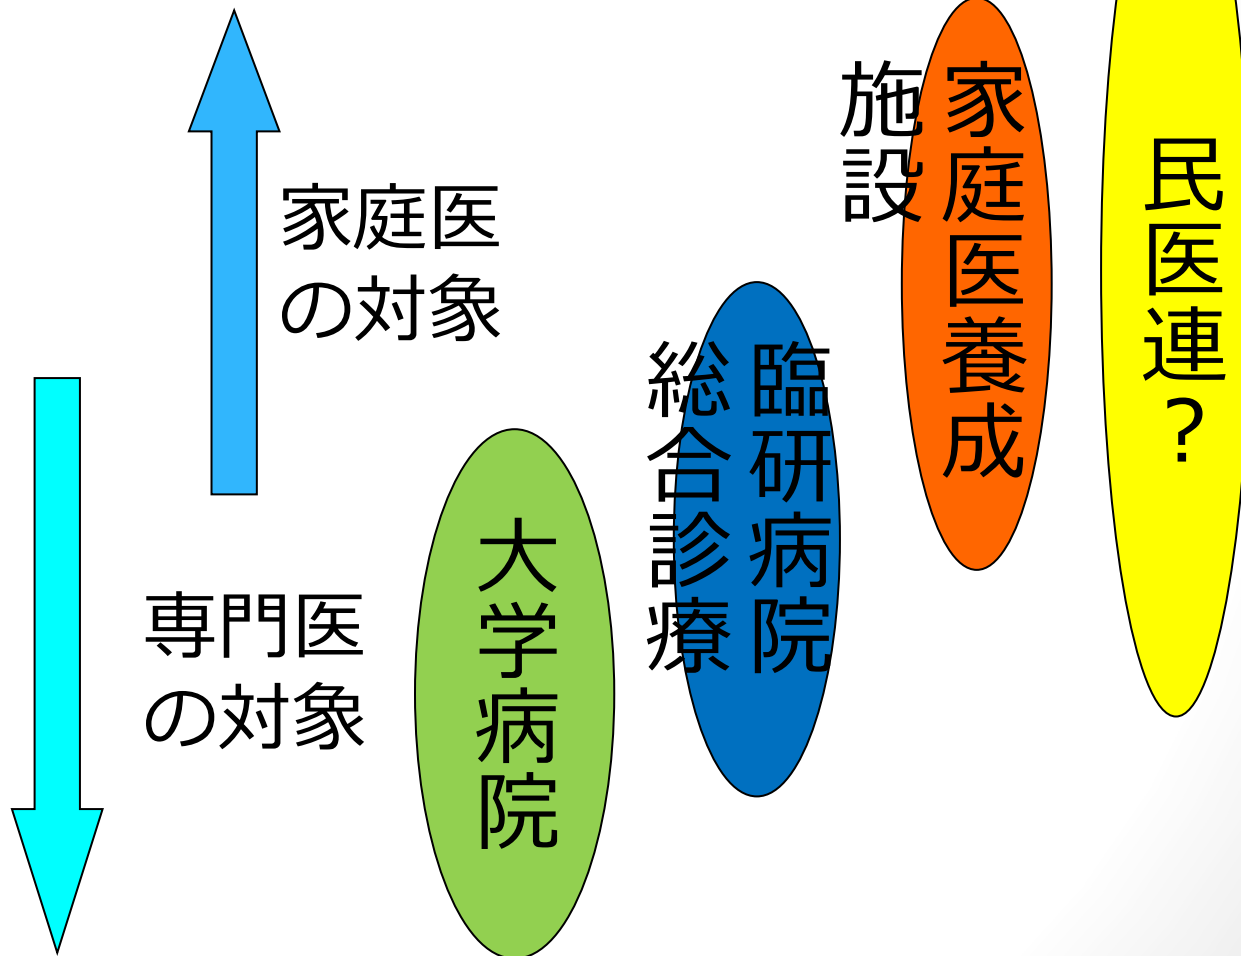 家庭医
の対象
専門医
の対象
大学病院
臨研病院
総合診療
家庭医養成
施設
民医連？